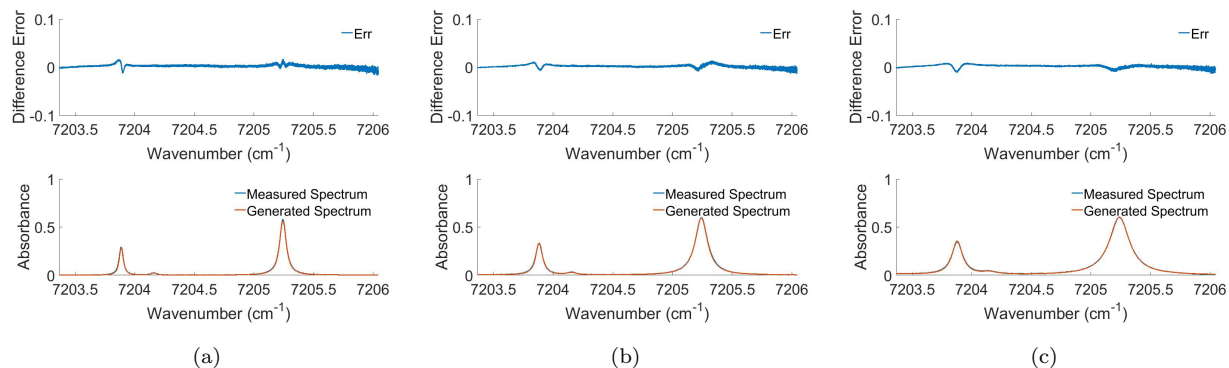 0.1
0
-0.1
Difference Error
Err
7203.5 7204 7204.5 7205 7205.5 7206
Wavenumber (cm-1)
1
0.5
0
Absorbance
Measured Spectrum
Generated Spectrum
7203.5 7204 7204.5 7205 7205.5 7206
Wavenumber (cm-1)
(a)
0.1
0
-0.1
Difference Error
Err
7203.5 7204 7204.5 7205 7205.5 7206
Wavenumber (cm-1)
1
0.5
0
Absorbance
Measured Spectrum
Generated Spectrum
7203.5 7204 7204.5 7205 7205.5 7206
Wavenumber (cm-1)
(b)
0.1
0
-0.1
Difference Error
Err
7203.5 7204 7204.5 7205 7205.5 7206
Wavenumber (cm-1)
1
0.5
0
Absorbance
Measured Spectrum
Generated Spectrum
7203.5 7204 7204.5 7205 7205.5 7206
Wavenumber (cm-1)
(c)